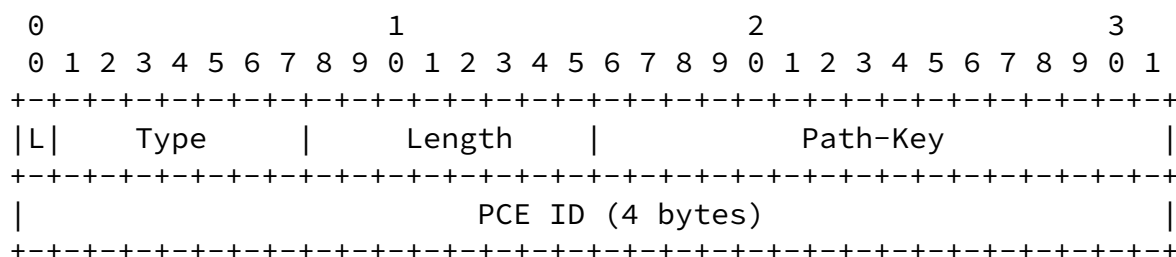 0                   1                   2                   3
 0 1 2 3 4 5 6 7 8 9 0 1 2 3 4 5 6 7 8 9 0 1 2 3 4 5 6 7 8 9 0 1
+-+-+-+-+-+-+-+-+-+-+-+-+-+-+-+-+-+-+-+-+-+-+-+-+-+-+-+-+-+-+-+-+
|L|    Type     |     Length    |           Path-Key            |
+-+-+-+-+-+-+-+-+-+-+-+-+-+-+-+-+-+-+-+-+-+-+-+-+-+-+-+-+-+-+-+-+
|                         PCE ID (4 bytes)                      |
+-+-+-+-+-+-+-+-+-+-+-+-+-+-+-+-+-+-+-+-+-+-+-+-+-+-+-+-+-+-+-+-+